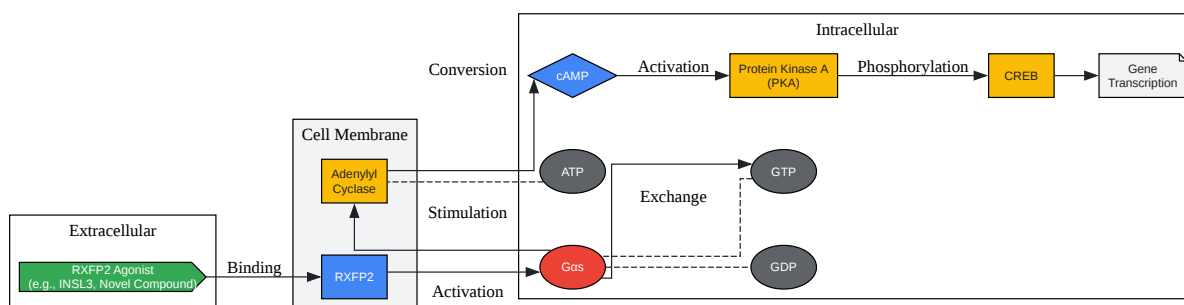 Intracellular
Conversion
cAMP
Activation
Protein Kinase A
(PKA)
Phosphorylation
CREB
Gene
Transcription
Cell Membrane
Adenylyl
Cyclase
ATP
GTP
Exchange
Stimulation
Extracellular
RXFP2 Agonist
(e.g., INSL3, Novel Compound)
Binding
RXFP2
Activation
Gαs
GDP